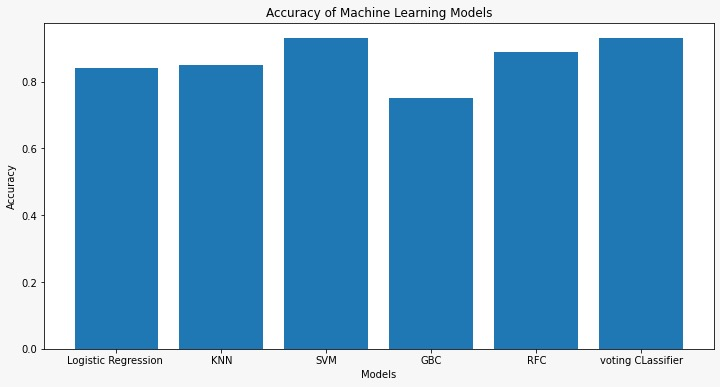 Accuracy of Machine Learning Models
Accuracy
0.8
0.6
0.4
0.2
0.0
Logistic Regression KNN SVM GBC RFC voting CLassifier
Models